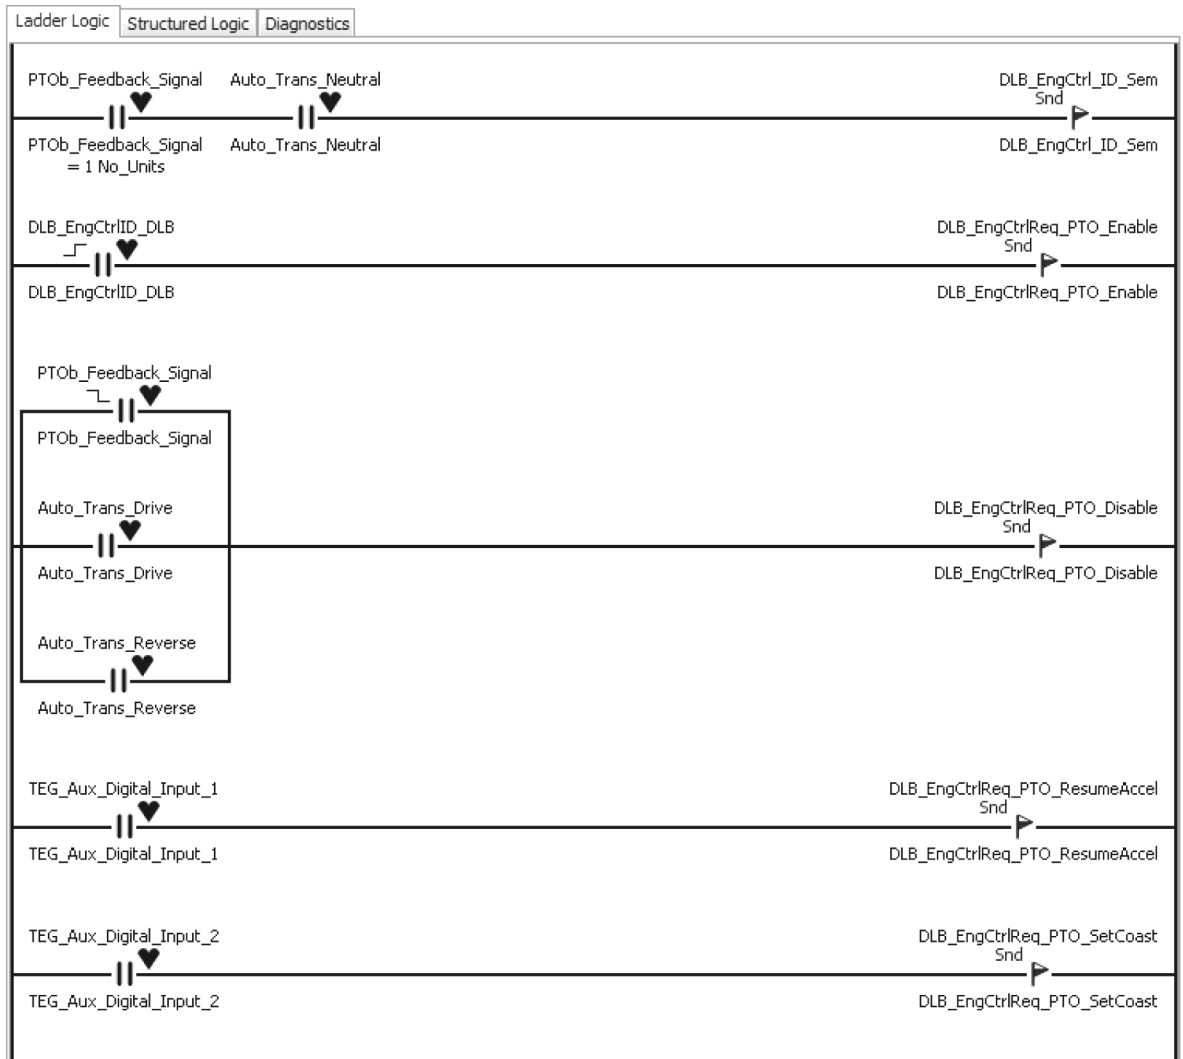 Ladder Logic Structured Logic Diagnostics
PTOb_Feedback_Signal Auto_Trans_Neutral DLB_EngCtrl_ID_Sem
Snd
PTOb_Feedback_Signal Auto_Trans_Neutral DLB_EngCtrl_ID_Sem
= 1 No_Units
DLB_EngCtrlID_DLB DLB_EngCtrlReq_PTO_Enable
Snd
DLB_EngCtrlID_DLB DLB_EngCtrlReq_PTO_Enable
PTOb_Feedback_Signal
PTOb_Feedback_Signal
Auto_Trans_Drive DLB_EngCtrlReq_PTO_Disable
Snd
Auto_Trans_Drive DLB_EngCtrlReq_PTO_Disable
Auto_Trans_Reverse
Auto_Trans_Reverse
TEG_Aux_Digital_Input_1 DLB_EngCtrlReq_PTO_ResumeAccel
Snd
TEG_Aux_Digital_Input_1 DLB_EngCtrlReq_PTO_ResumeAccel
TEG_Aux_Digital_Input_2 DLB_EngCtrlReq_PTO_SetCoast
Snd
TEG_Aux_Digital_Input_2 DLB_EngCtrlReq_PTO_SetCoast